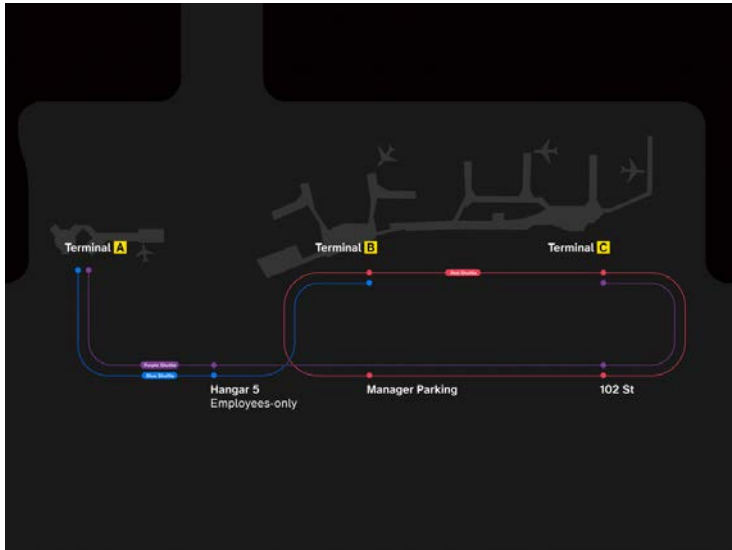 Terminal A
Terminal B
Terminal C
Red Shuttle
Purple Shuttle
Blue Shuttle
Hangar 5
Employees-only
Manager Parking
102 St